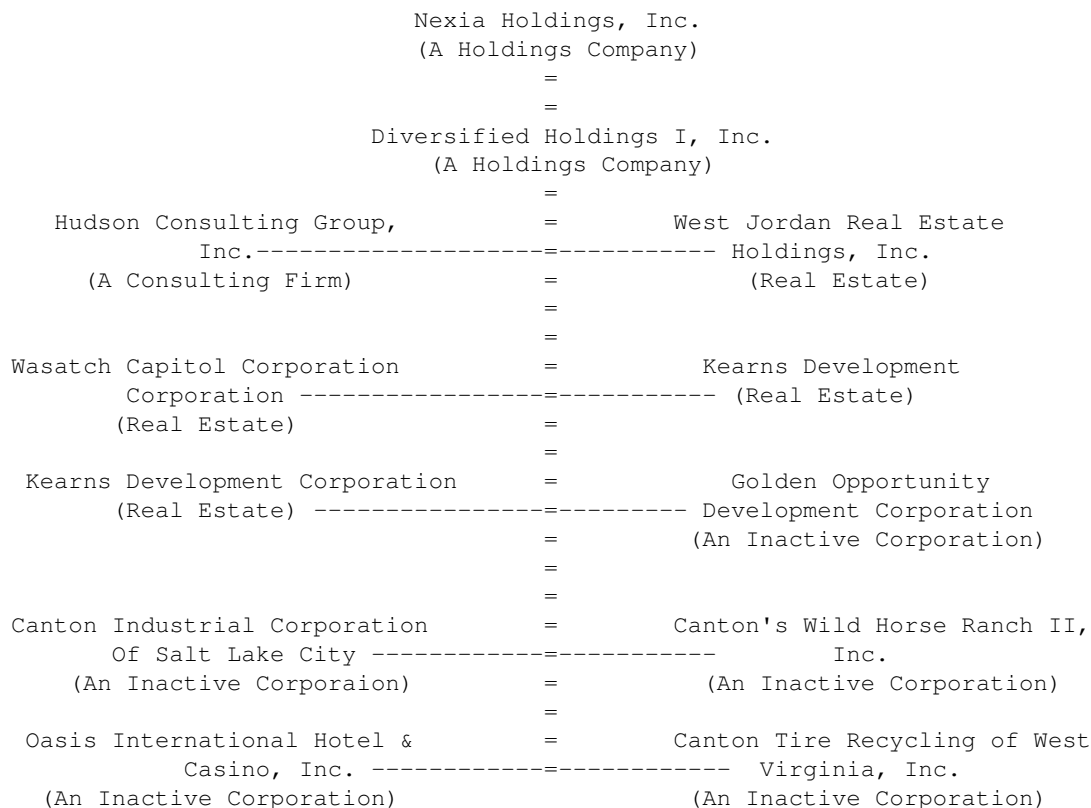 Nexia Holdings, Inc.
(A Holdings Company)
=
=
Diversified Holdings I, Inc.
(A Holdings Company)
=
Hudson Consulting Group, = West Jordan Real Estate
Inc.--------------------=----------- Holdings, Inc.
(A Consulting Firm) = (Real Estate)
=
=
Wasatch Capitol Corporation = Kearns Development
Corporation -----------------=----------- (Real Estate)
(Real Estate) =
=
Kearns Development Corporation = Golden Opportunity
(Real Estate) ----------------=--------- Development Corporation
= (An Inactive Corporation)
=
=
Canton Industrial Corporation = Canton's Wild Horse Ranch II,
Of Salt Lake City ------------=----------- Inc.
(An Inactive Corporaion) = (An Inactive Corporation)
=
Oasis International Hotel & = Canton Tire Recycling of West
Casino, Inc. ------------=------------ Virginia, Inc.
(An Inactive Corporation) (An Inactive Corporation)